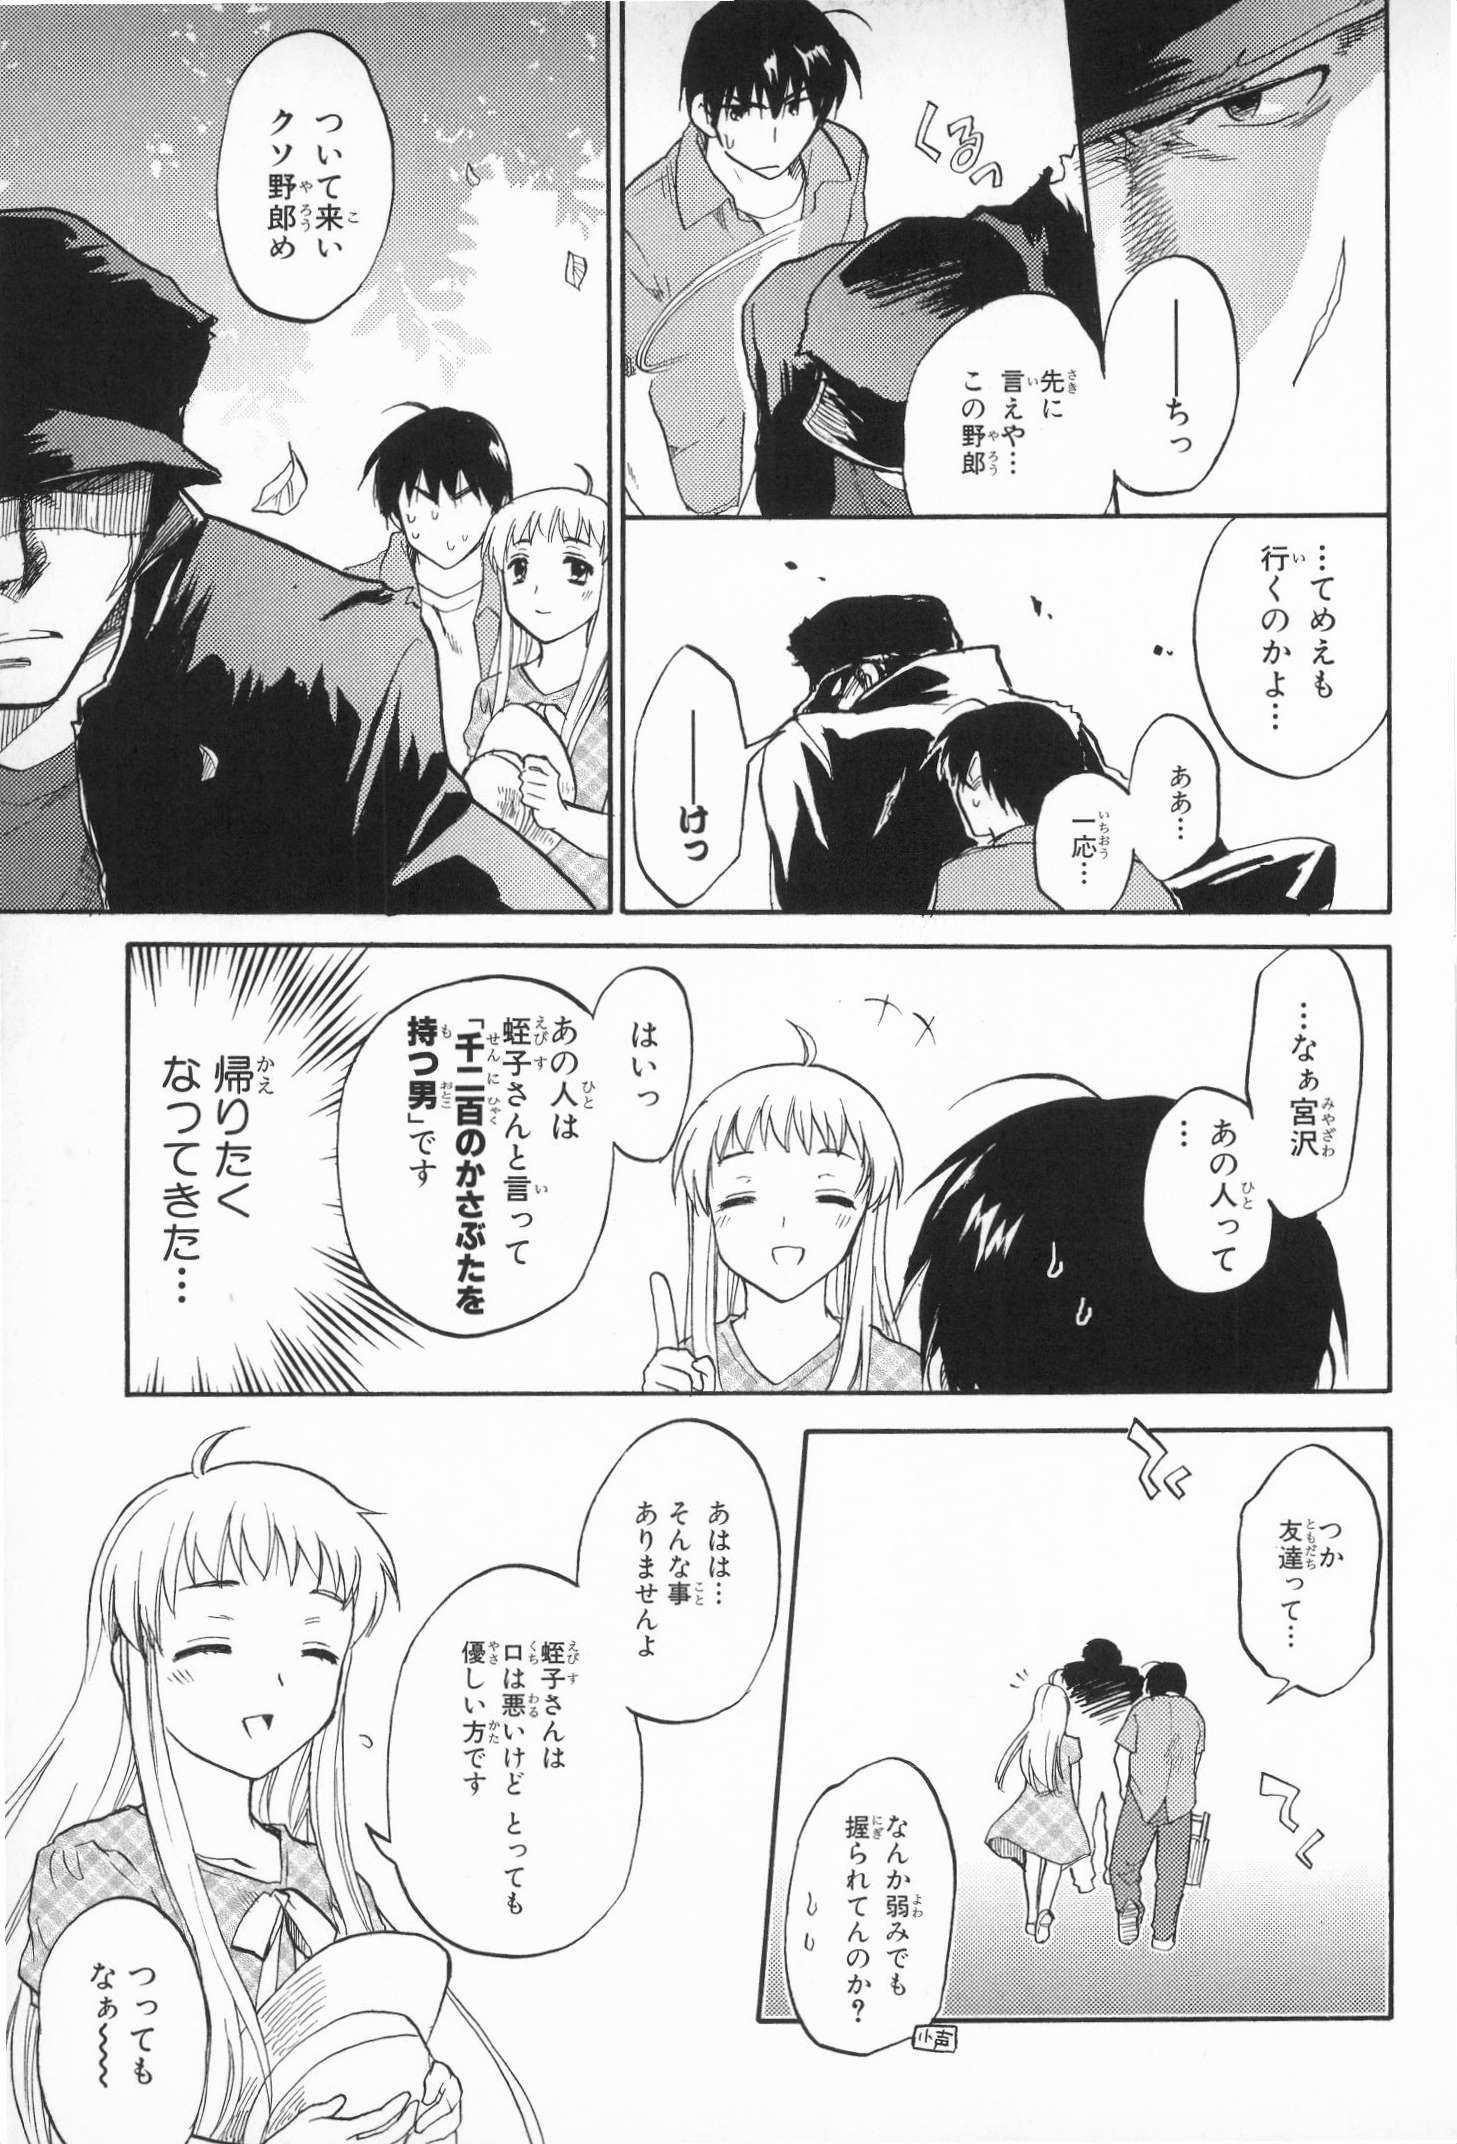 ――ちっ
先に
言えや…
この野郎
くるっ
…てめえも
行くのかよ…
ああ…
一応…
――けっ
ついて来い
クソ野郎め
…なぁ宮沢
あの人って
…
はいっ
あの人は
蛭子さんと言って
「千二百のかさぶたを
持つ男」です
帰りたく
なってきた…
つか
友達って…
なんか弱みでも
握られてんのか?
小声
あはは…
そんな事
ありませんよ
蛭子さんは
口は悪いけど とっても
優しい方です
つっても
なぁ～～